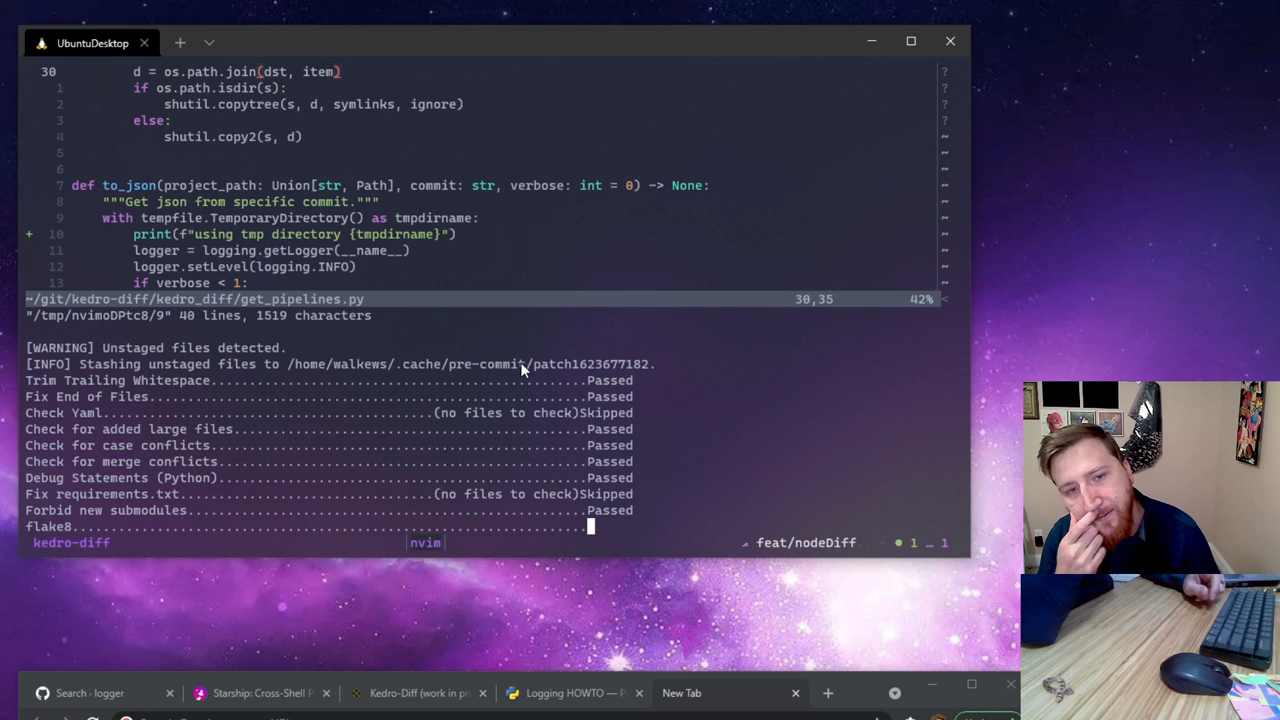 UbuntuDesktop
30 d = os.path.join(dst, item) ?
1 if os.path.isdir(s): ?
2 shutil.copytree(s, d, symlinks, ignore) ?
3 else: ?
4 shutil.copy2(s, d) ~
5 ~
6 ~
7 def to_json(project_path: Union[str, Path], commit: str, verbose: int = 0) -> None: ~
8 """Get json from specific commit.""" ~
9 with tempfile.TemporaryDirectory() as tmpdirname: ~
+ 10 print(f"using tmp directory {tmpdirname}") ~
11 logger = logging.getLogger(__name__) ~
12 logger.setLevel(logging.INFO) ~
13 if verbose < 1: ~
~/git/kedro-diff/kedro_diff/get_pipelines.py 30,35 42% <
"/tmp/nvimoDPtc8/9" 40 lines, 1519 characters
[WARNING] Unstaged files detected.
[INFO] Stashing unstaged files to /home/walkews/.cache/pre-commit/patch1623677182.
Trim Trailing Whitespace.................................................Passed
Fix End of Files.........................................................Passed
Check Yaml...........................................(no files to check)Skipped
Check for added large files..............................................Passed
Check for case conflicts.................................................Passed
Check for merge conflicts................................................Passed
Debug Statements (Python)................................................Passed
Fix requirements.txt.................................(no files to check)Skipped
Forbid new submodules....................................................Passed
flake8...................................................................
kedro-diff nvim feat/nodeDiff 1 … 1
Search · logger
Starship: Cross-Shell P
Kedro-Diff (work in pr
Logging HOWTO — P
New Tab